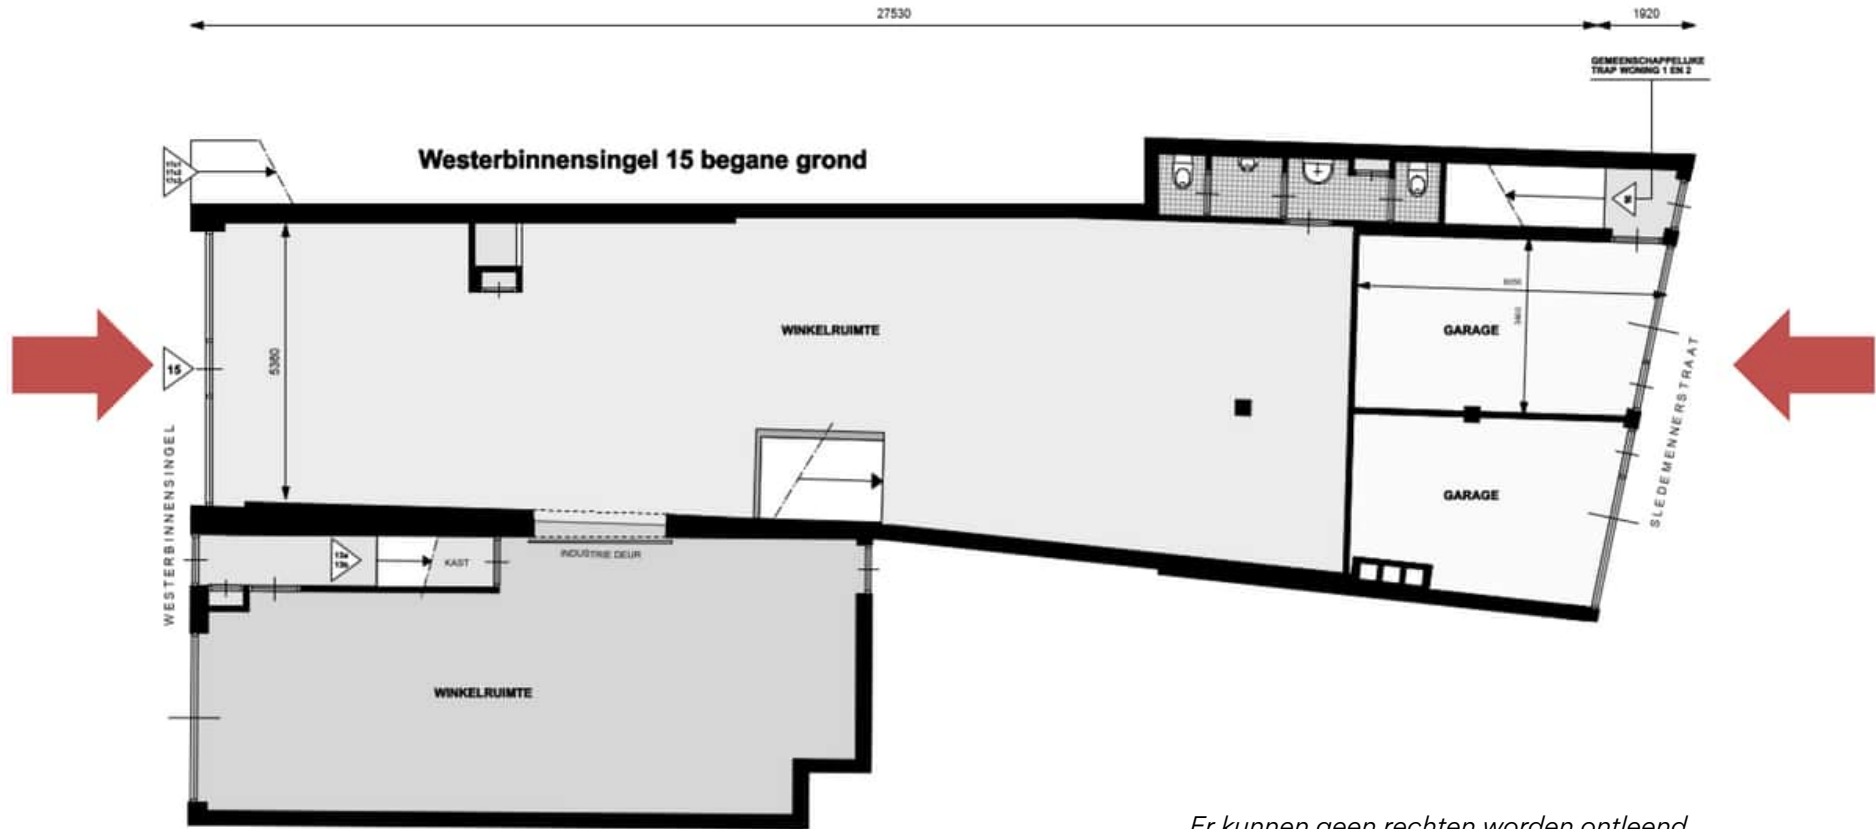 27530
1920
GEMEENSCHAPPELIJKE
TRAP WONING 1 EN 2
Westerbinnensingel 15 begane grond
WINKELRUIMTE
5380
15
GARAGE
GARAGE
SLEDEMENNERSTRAAT
WESTERBINNENSINGEL
KAST
INDUSTRIE DEUR
WINKELRUIMTE
Er kunnen geen rechten worden ontleend